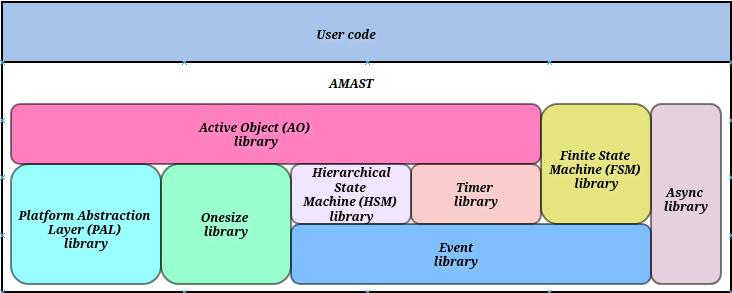 User code
AMAST
Active Object (AO)
library
Finite State
Machine (FSM)
library
Async
library
Hierarchical
State
Machine (HSM)
library
Timer
library
Platform Abstraction
Layer (PAL)
library
Onesize
library
Event
library